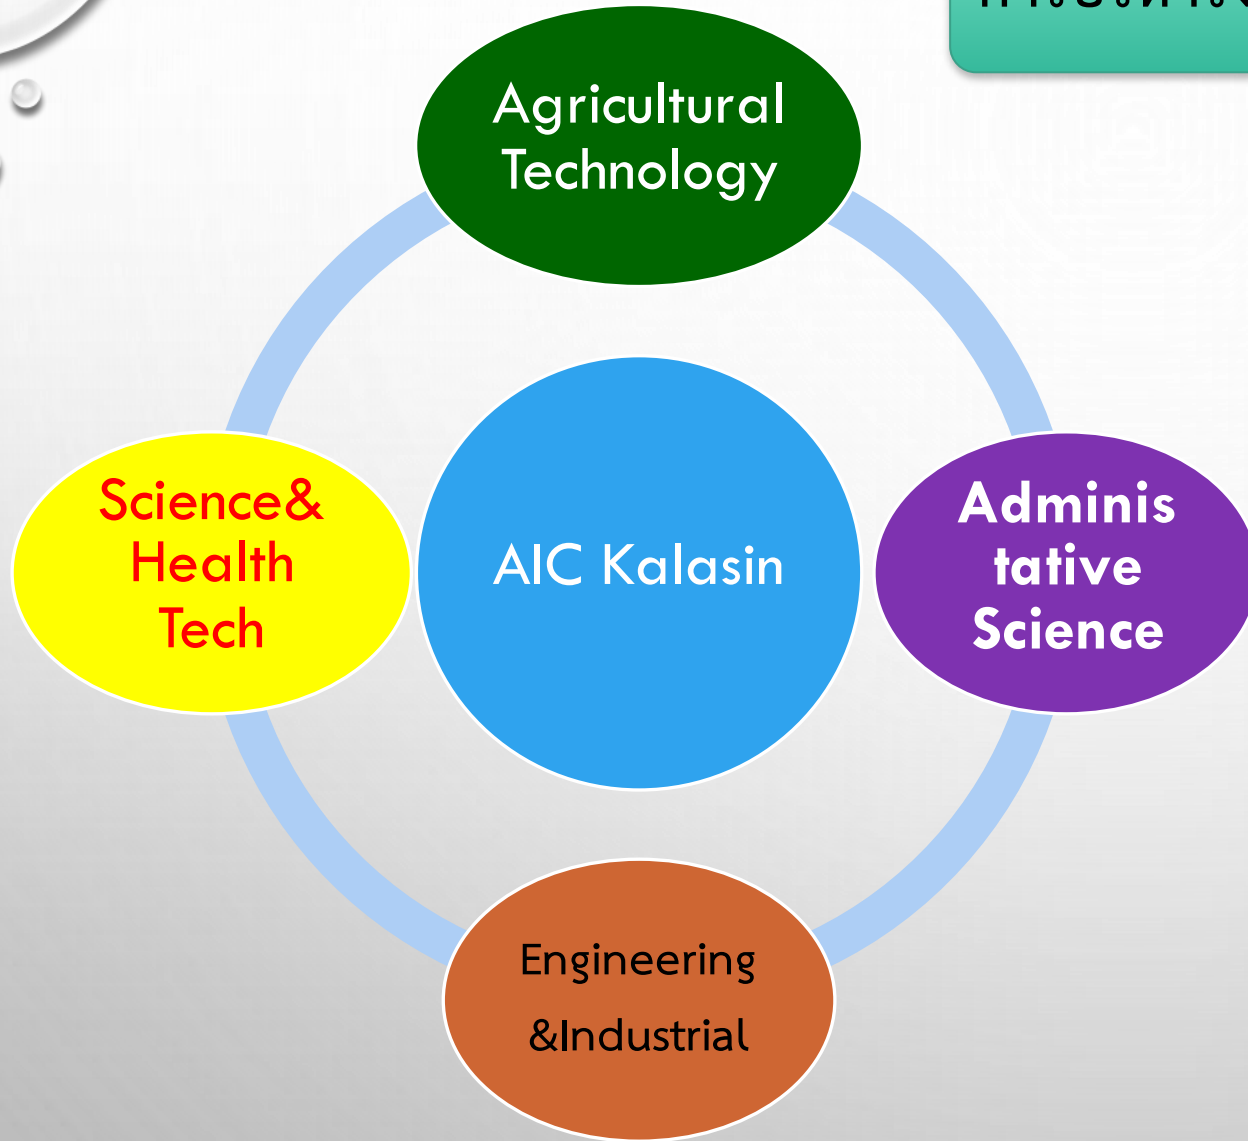 Agricultural
Technology
Science&
Health
Tech
AIC Kalasin
Adminis
tative
Science
Engineering
&Industrial